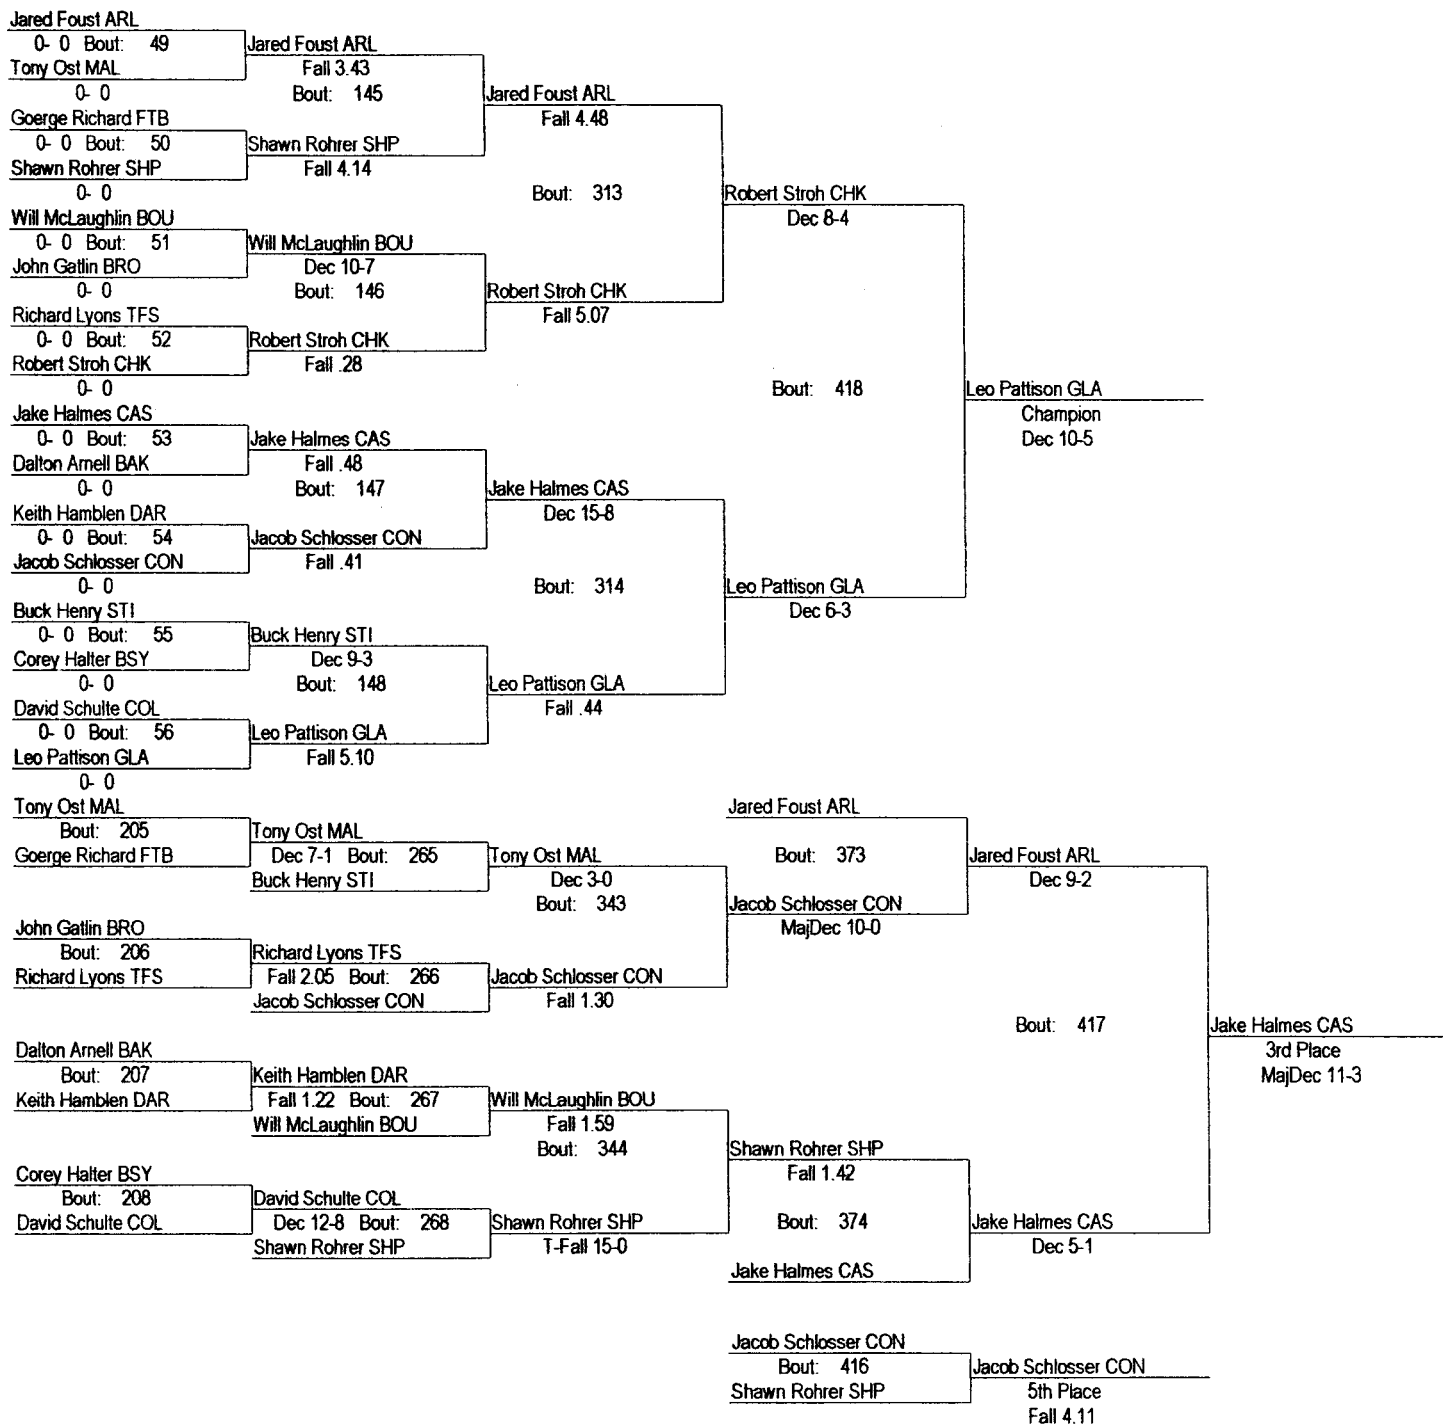 Jared Foust ARL
0- 0 Bout: 49
Tony Ost MAL
0- 0
Goerge Richard FTB
0- 0 Bout: 50
Shawn Rohrer SHP
0- 0
Will McLaughlin BOU
0- 0 Bout: 51
John Gatlin BRO
0- 0
Richard Lyons TFS
0- 0 Bout: 52
Robert Stroh CHK
0- 0
Jake Halmes CAS
0- 0 Bout: 53
Dalton Arnell BAK
0- 0
Keith Hamblen DAR
0- 0 Bout: 54
Jacob Schlosser CON
0- 0
Buck Henry STI
0- 0 Bout: 55
Corey Halter BSY
0- 0
David Schulte COL
0- 0 Bout: 56
Leo Pattison GLA
0- 0
Jared Foust ARL
Fall 3.43
Bout: 145
Shawn Rohrer SHP
Fall 4.14
Will McLaughlin BOU
Dec 10-7
Bout: 146
Robert Stroh CHK
Fall .28
Jake Halmes CAS
Fall .48
Bout: 147
Jacob Schlosser CON
Fall .41
Buck Henry STI
Dec 9-3
Bout: 148
Leo Pattison GLA
Fall 5.10
Jared Foust ARL
Fall 4.48
Bout: 313
Robert Stroh CHK
Fall 5.07
Jake Halmes CAS
Dec 15-8
Bout: 314
Leo Pattison GLA
Fall .44
Robert Stroh CHK
Dec 8-4
Bout: 418
Leo Pattison GLA
Dec 6-3
Leo Pattison GLA
Champion
Dec 10-5
Tony Ost MAL
Bout: 205
Goerge Richard FTB
John Gatlin BRO
Bout: 206
Richard Lyons TFS
Dalton Arnell BAK
Bout: 207
Keith Hamblen DAR
Corey Halter BSY
Bout: 208
David Schulte COL
Tony Ost MAL
Dec 7-1 Bout: 265
Buck Henry STI
Richard Lyons TFS
Fall 2.05 Bout: 266
Jacob Schlosser CON
Keith Hamblen DAR
Fall 1.22 Bout: 267
Will McLaughlin BOU
David Schulte COL
Dec 12-8 Bout: 268
Shawn Rohrer SHP
Tony Ost MAL
Dec 3-0
Bout: 343
Jacob Schlosser CON
Fall 1.30
Will McLaughlin BOU
Fall 1.59
Bout: 344
Shawn Rohrer SHP
T-Fall 15-0
Jared Foust ARL
Bout: 373
Jacob Schlosser CON
MajDec 10-0
Shawn Rohrer SHP
Fall 1.42
Bout: 374
Jake Halmes CAS
Jared Foust ARL
Dec 9-2
Bout: 417
Jake Halmes CAS
Dec 5-1
Jake Halmes CAS
3rd Place
MajDec 11-3
Jacob Schlosser CON
Bout: 416
Shawn Rohrer SHP
Jacob Schlosser CON
5th Place
Fall 4.11